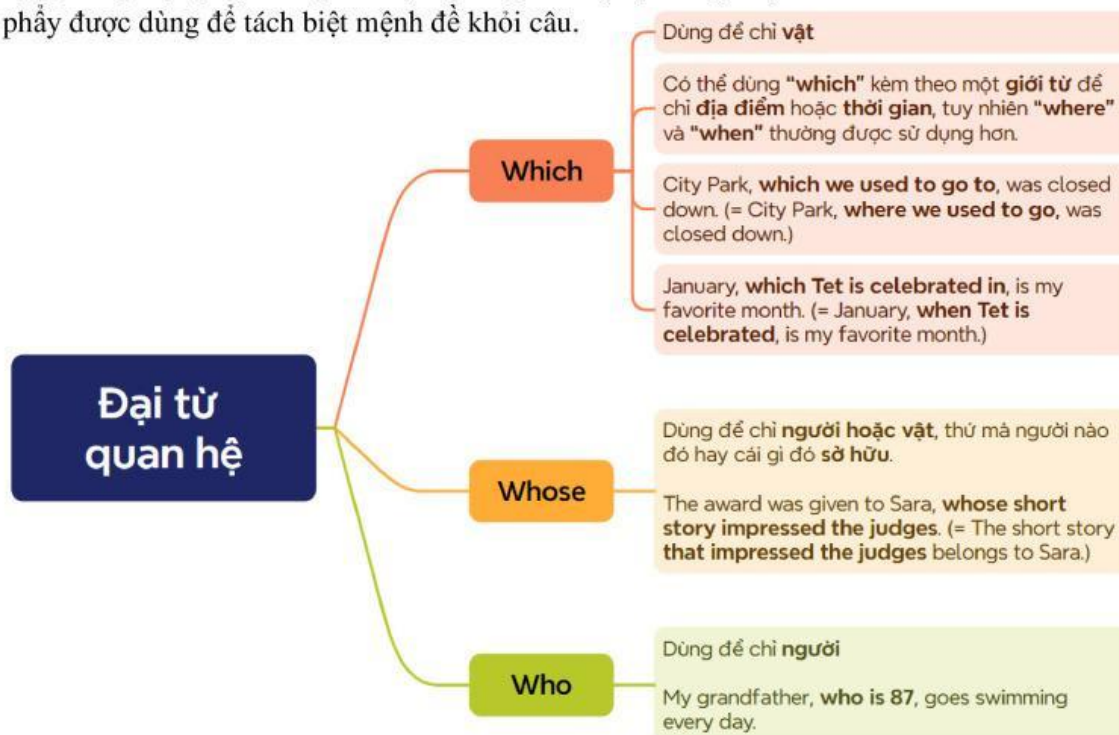 phẩy được dùng để tách biệt mệnh đề khỏi câu.
Đại từ
quan hệ
Which
Dùng để chỉ vật
Có thể dùng "which" kèm theo một giới từ để
chỉ địa điểm hoặc thời gian, tuy nhiên "where"
và "when" thường được sử dụng hơn.
City Park, which we used to go to, was closed
down. (= City Park, where we used to go, was
closed down.)
January, which Tet is celebrated in, is my
favorite month. (= January, when Tet is
celebrated, is my favorite month.)
Whose
Dùng để chỉ người hoặc vật, thứ mà người nào
đó hay cái gì đó sở hữu.
The award was given to Sara, whose short
story impressed the judges. (= The short story
that impressed the judges belongs to Sara.)
Who
Dùng để chỉ người
My grandfather, who is 87, goes swimming
every day.